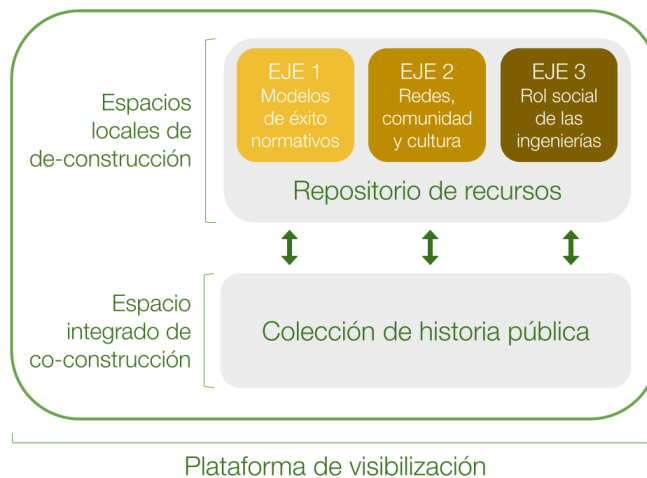 Espacios
locales de
de-construcción
EJE 1
Modelos
de éxito
normativos
EJE 2
Redes,
comunidad
y cultura
EJE 3
Rol social
de las
ingenierías
Repositorio de recursos
Espacio
integrado de
co-construcción
Colección de historia pública
Plataforma de visibilización